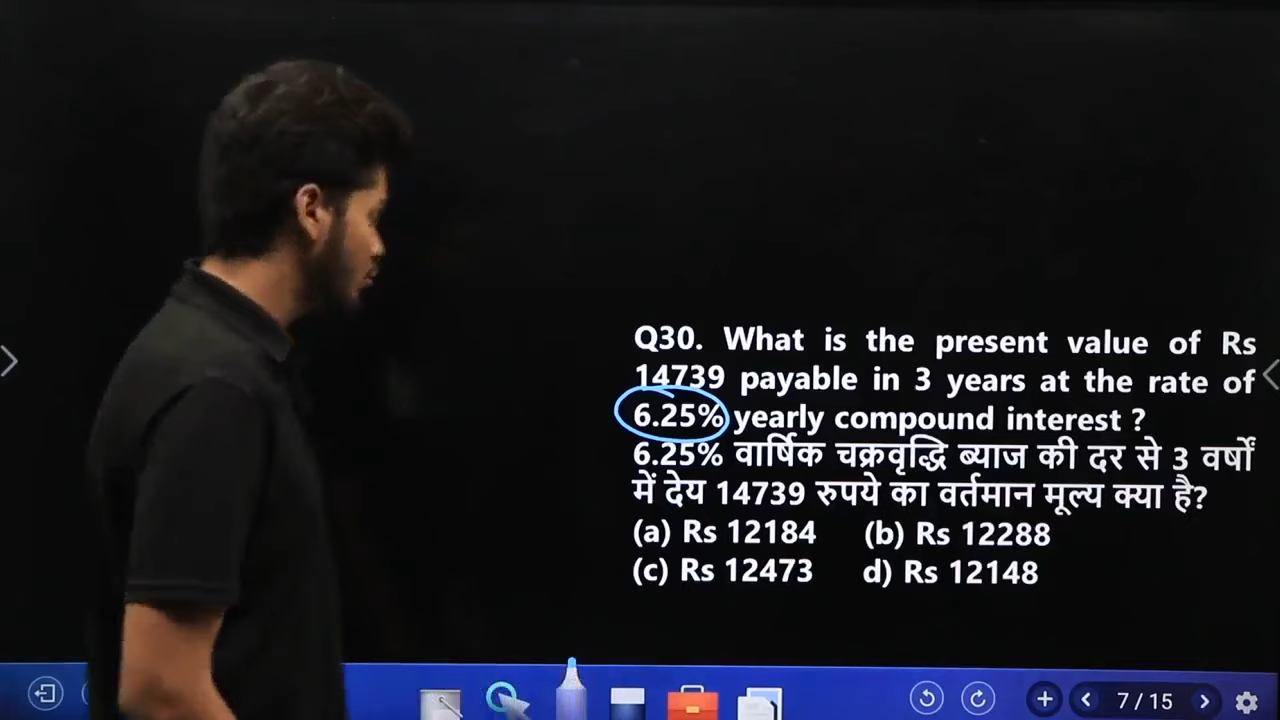 Q30. What is the present value of Rs
14739 payable in 3 years at the rate of
6.25% yearly compound interest ?
6.25% वार्षिक चक्रवृद्धि ब्याज की दर से 3 वर्षों
में देय 14739 रुपये का वर्तमान मूल्य क्या है?
(a) Rs 12184 (b) Rs 12288
(c) Rs 12473 d) Rs 12148
7 / 15